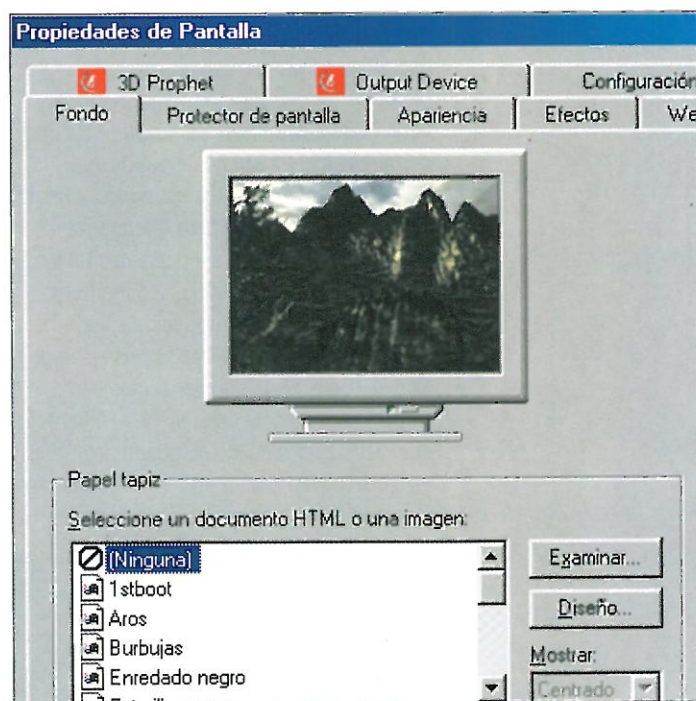 Propiedades de Pantalla
3D Prophet Output Device Configuración
Fondo Protector de pantalla Apariencia Efectos We
Papel tapiz
Seleccione un documento HTML o una imagen:
(Ninguna)
1stboot
Aros
Burbujas
Enredado negro
Examinar...
Diseño...
Mostrar:
Centrado